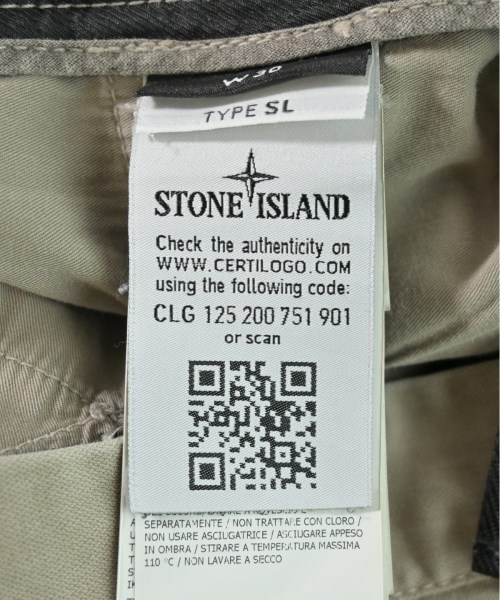 W 30
TYPE SL
STONE ISLAND
Check the authenticity on
WWW.CERTILOGO.COM
using the following code:
CLG 125 200 751 901
or scan
SEPARATAMENTE / NON TRATTARE CON CLORO /
NON USARE ASCIUGATRICE / ASCIUGARE APPESO
IN OMBRA / STIRARE A TEMPERATURA MASSIMA
110 °C / NON LAVARE A SECCO